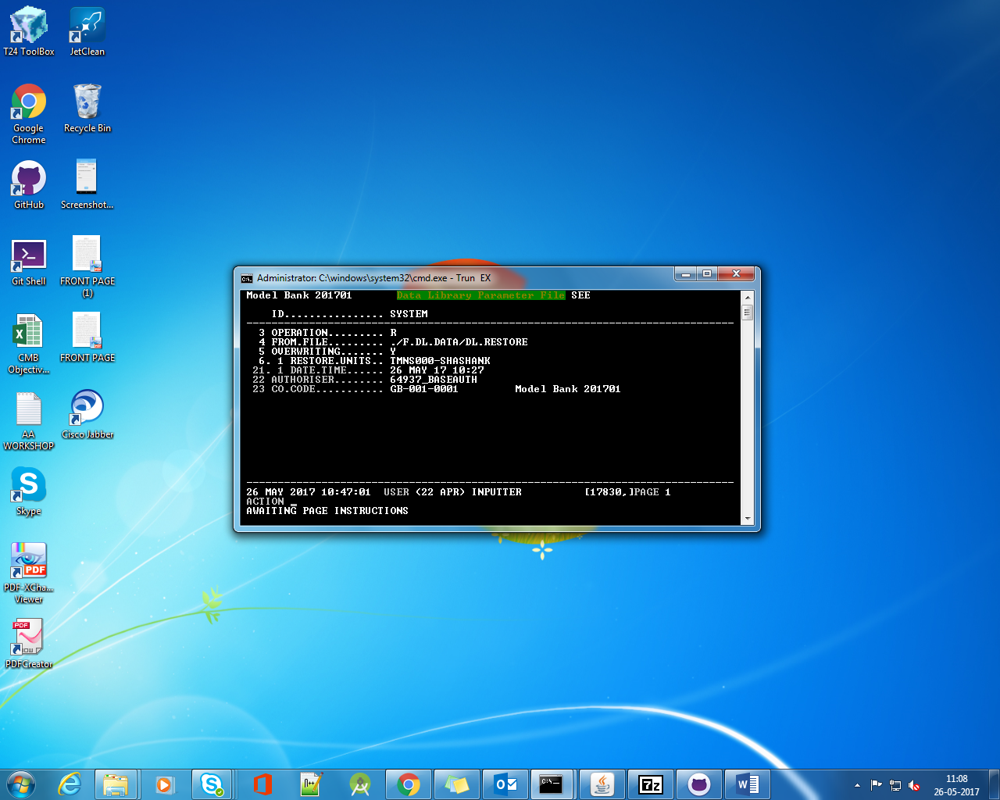 T24 ToolBox
JetClean
Google Chrome
Recycle Bin
GitHub
Screenshot...
Git Shell
FRONT PAGE (1)
CMB Objectiv...
FRONT PAGE
AA WORKSHOP
Cisco Jabber
Skype
PDF-XCha... Viewer
PDFCreator
Administrator: C:\windows\system32\cmd.exe - Trun  EX
Model Bank 201701       Data Library Parameter File SEE
ID................ SYSTEM
3 OPERATION......... R
4 FROM.FILE......... ./F.DL.DATA/DL.RESTORE
5 OVERWRITING....... Y
6. 1 RESTORE.UNITS.. TMNS000-SHASHANK
21. 1 DATE.TIME...... 26 MAY 17 10:27
22 AUTHORISER........ 64937_BASEAUTH
23 CO.CODE........... GB-001-0001         Model Bank 201701
26 MAY 2017 10:47:01  USER (22 APR) INPUTTER          [17830,]PAGE 1
ACTION _
AWAITING PAGE INSTRUCTIONS
11:08
26-05-2017